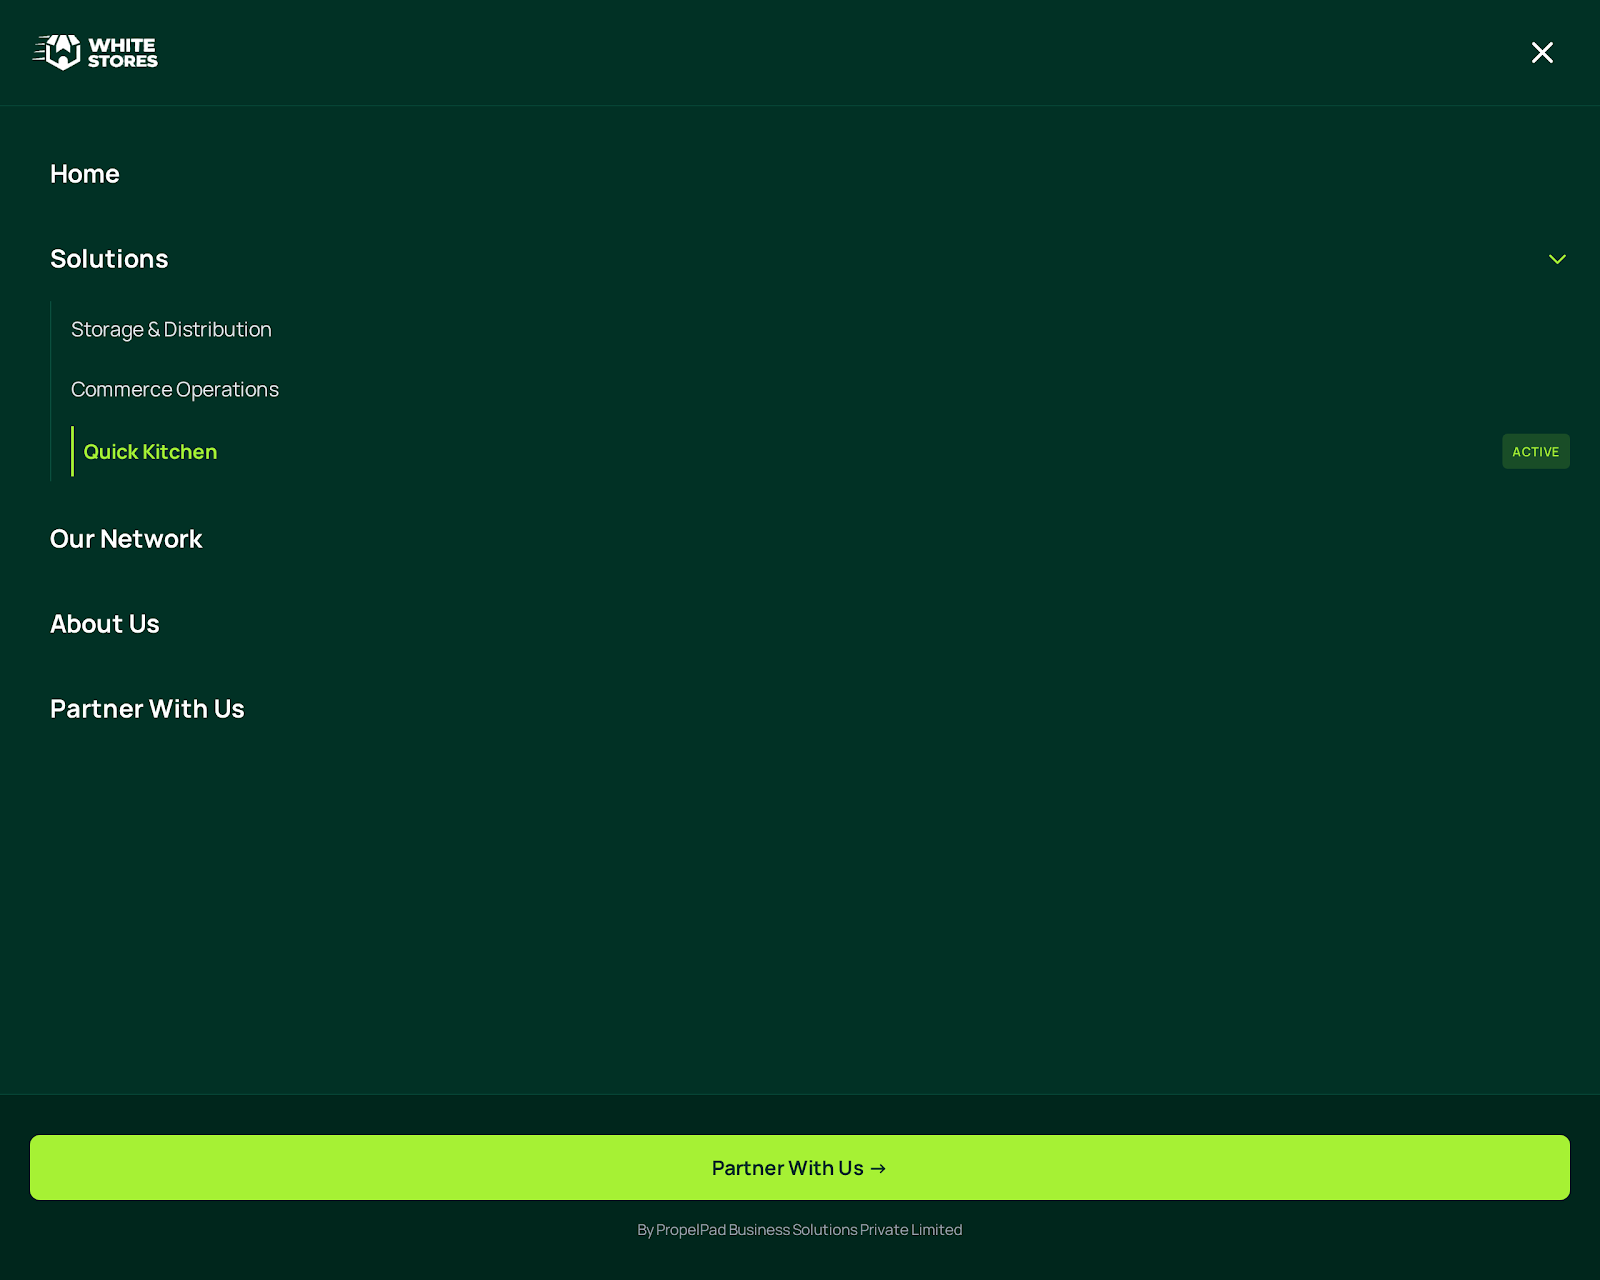 WHITE
STORES
Home
Solutions
Storage & Distribution
Commerce Operations
Quick Kitchen
ACTIVE
Our Network
About Us
Partner With Us
Partner With Us →
By PropelPad Business Solutions Private Limited